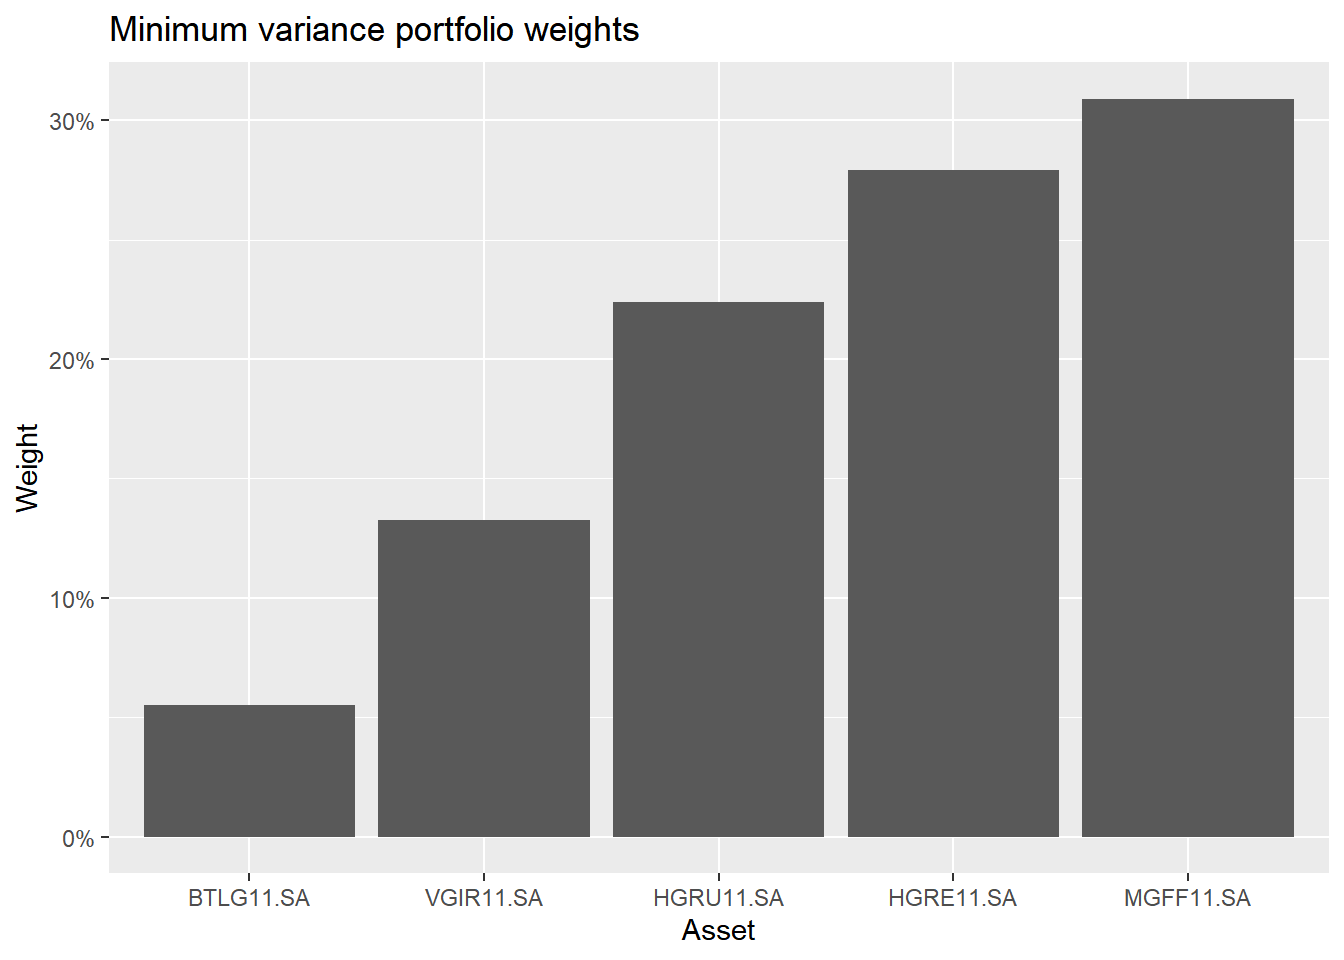 Minimum variance portfolio weights
30%
20%
10%
0%
Weight
BTLG11.SA VGIR11.SA HGRU11.SA HGRE11.SA MGFF11.SA
Asset